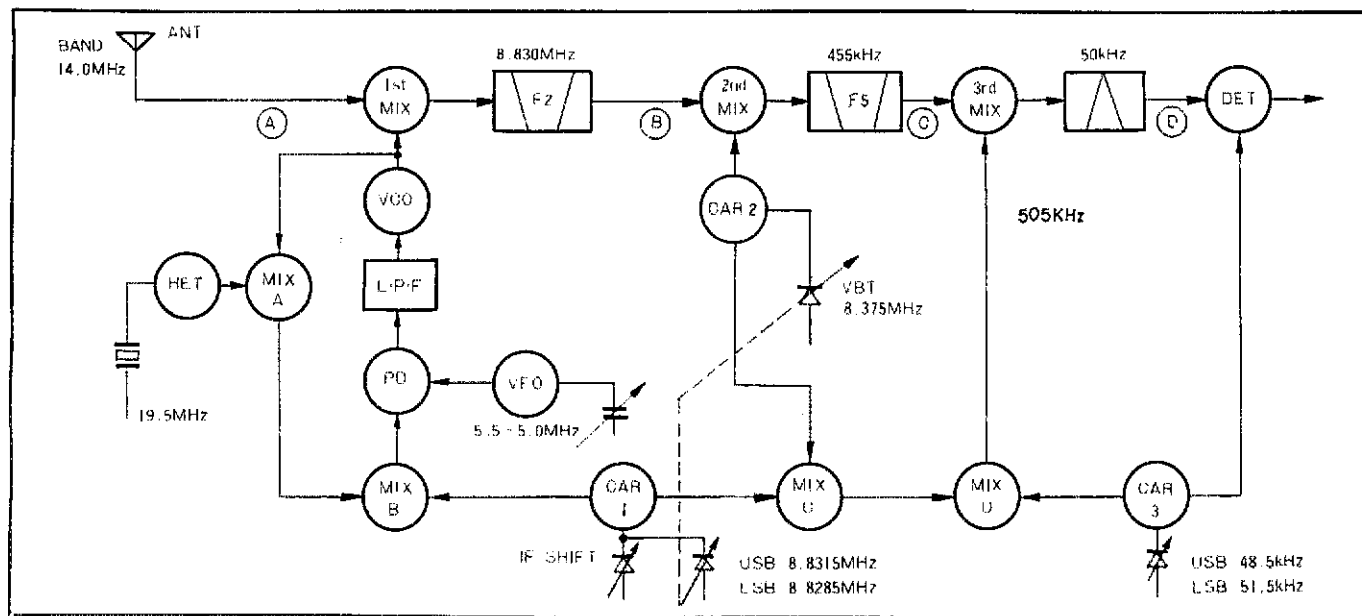 BAND
14.0MHz
ANT
8.830MHz
455kHz
50kHz
1st
MIX
F2
2nd
MIX
F5
3rd
MIX
DET
A
B
C
D
VCO
CAR 2
505KHz
HET
MIX
A
L·P·F
VBT
8.375MHz
PD
VFO
19.5MHz
5.5-5.0MHz
MIX
B
CAR
1
MIX
C
MIX
D
CAR
3
IF SHIFT
USB 8.8315MHz
LSB 8.8285MHz
USB 48.5kHz
LSB 51.5kHz